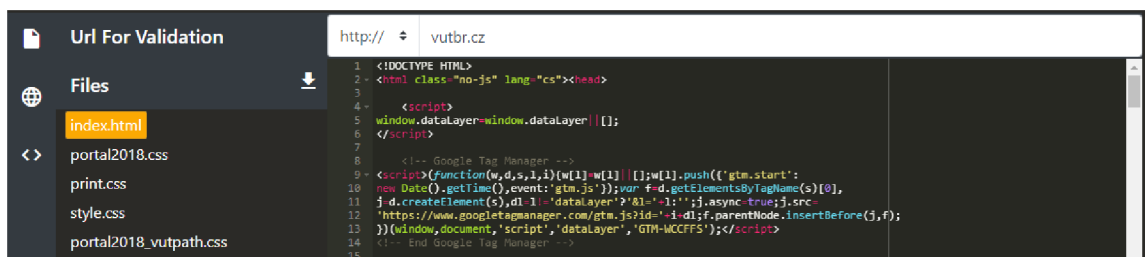 Url For Validation
http://
vutbr.cz
Files
index.html
portal2018.css
print.css
style.css
portal2018_vutpath.css
1 <!DOCTYPE HTML>
2 <html class="no-js" lang="cs"><head>
3
4 <script>
5 window.dataLayer=window.dataLayer||[];
6 </script>
7
8 <!-- Google Tag Manager -->
9 <script>(function(w,d,s,l,i){w[l]=w[l]||[];w[l].push({'gtm.start':
10 new Date().getTime(),event:'gtm.js'});var f=d.getElementsByTagName(s)[0],
11 j=d.createElement(s),dl=l!='dataLayer'?'&l='+l:'';j.async=true;j.src=
12 'https://www.googletagmanager.com/gtm.js?id='+i+dl;f.parentNode.insertBefore(j,f);
13 })(window,document,'script','dataLayer','GTM-WCCFFS');</script>
14 <!-- End Google Tag Manager -->
15